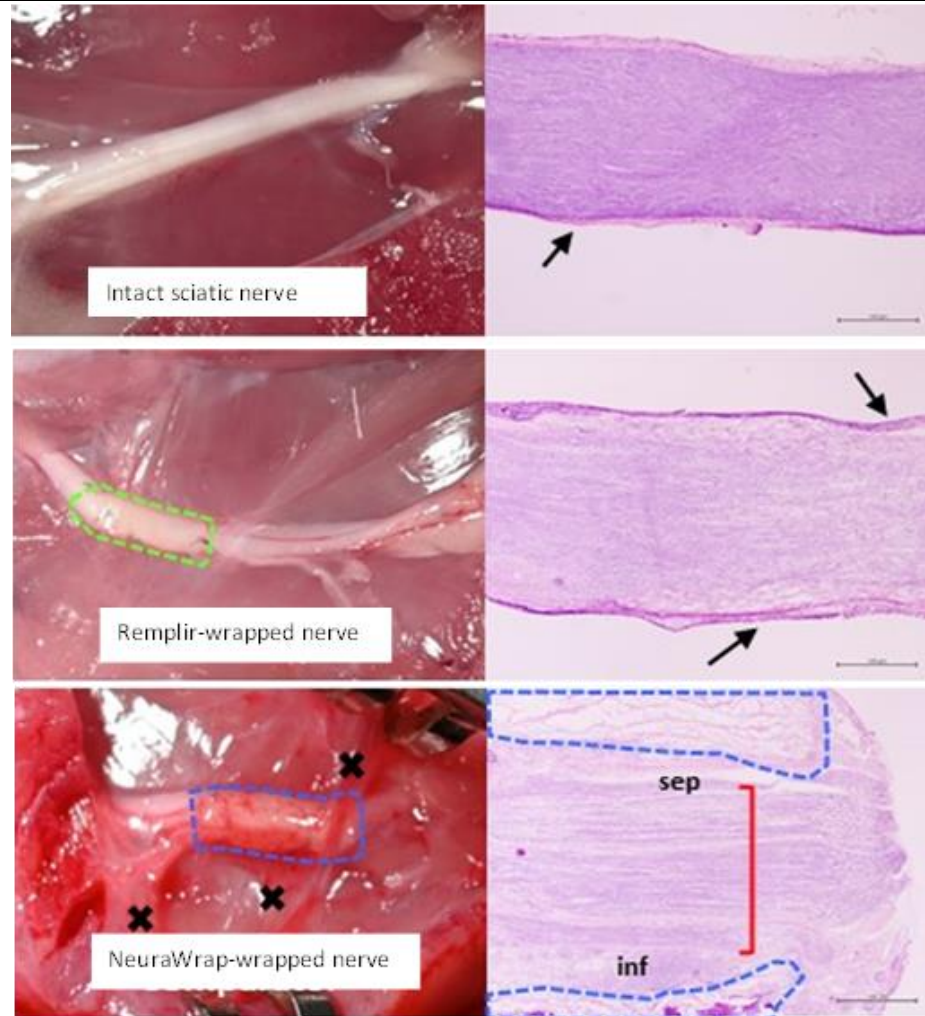 Intact sciatic nerve
Remplir-wrapped nerve
NeuraWrap-wrapped nerve
sep
inf